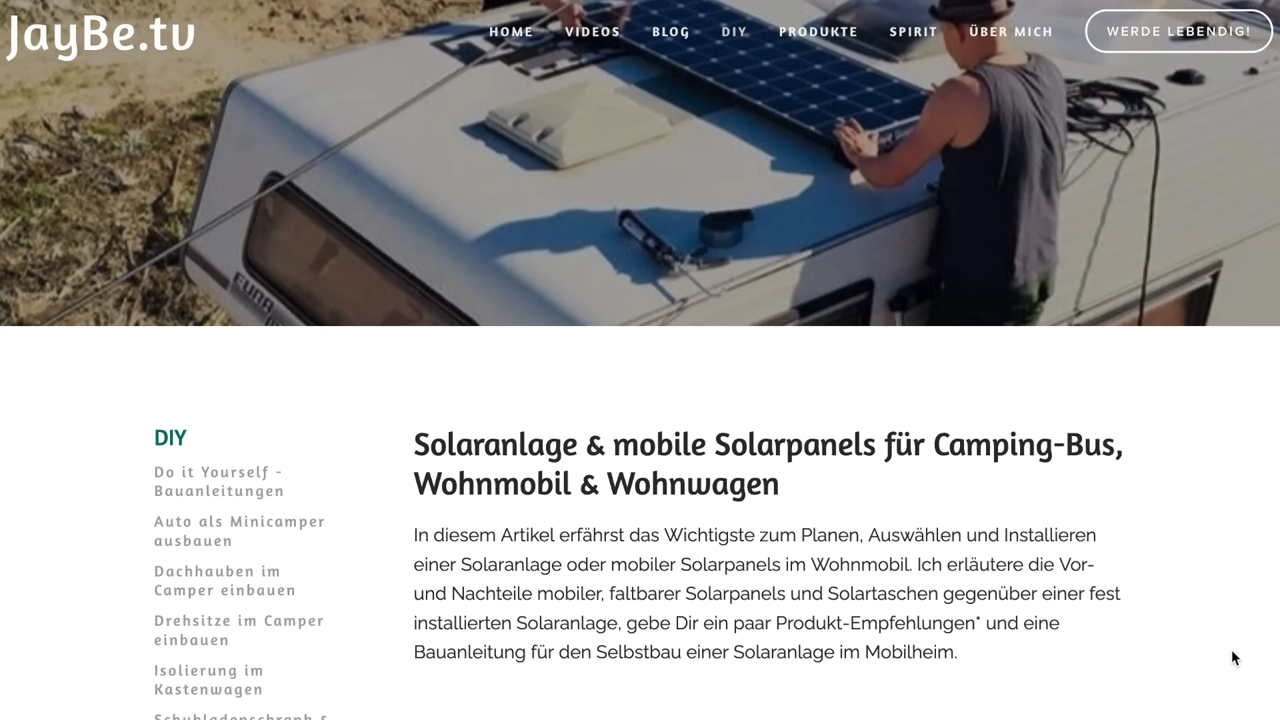 JayBe.tv
HOME VIDEOS BLOG DIY PRODUKTE SPIRIT ÜBER MICH WERDE LEBENDIG!
EURA
DIY
Do it Yourself -
Bauanleitungen
Auto als Minicamper
ausbauen
Dachhauben im
Camper einbauen
Drehsitze im Camper
einbauen
Isolierung im
Kastenwagen
Solaranlage & mobile Solarpanels für Camping-Bus,
Wohnmobil & Wohnwagen
In diesem Artikel erfährst das Wichtigste zum Planen, Auswählen und Installieren
einer Solaranlage oder mobiler Solarpanels im Wohnmobil. Ich erläutere die Vor-
und Nachteile mobiler, faltbarer Solarpanels und Solartaschen gegenüber einer fest
installierten Solaranlage, gebe Dir ein paar Produkt-Empfehlungen* und eine
Bauanleitung für den Selbstbau einer Solaranlage im Mobilheim.